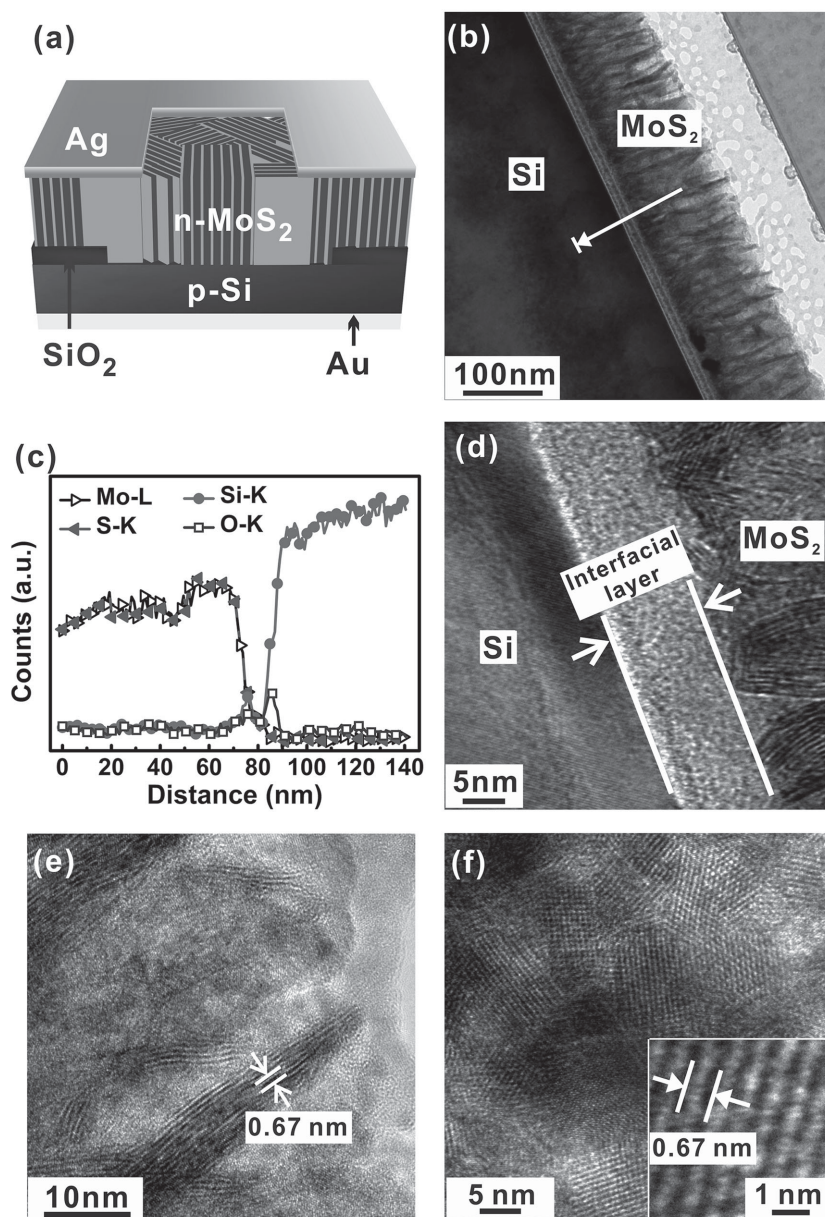 (a)
Ag
n-MoS₂
p-Si
SiO₂
Au
(b)
MoS₂
Si
100nm
(c)
Mo-L
Si-K
S-K
O-K
Counts (a.u.)
0 20 40 60 80 100 120 140
Distance (nm)
(d)
Interfacial
layer
MoS₂
Si
5nm
(e)
0.67 nm
10nm
(f)
0.67 nm
5 nm
1 nm